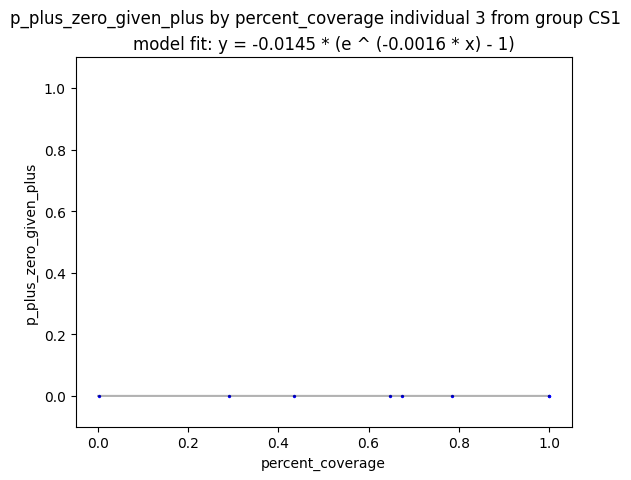 p_plus_zero_given_plus by percent_coverage individual 3 from group CS1
model fit: y = -0.0145 * (e ^ (-0.0016 * x) - 1)
p_plus_zero_given_plus
1.0
0.8
0.6
0.4
0.2
0.0
0.0 0.2 0.4 0.6 0.8 1.0
percent_coverage